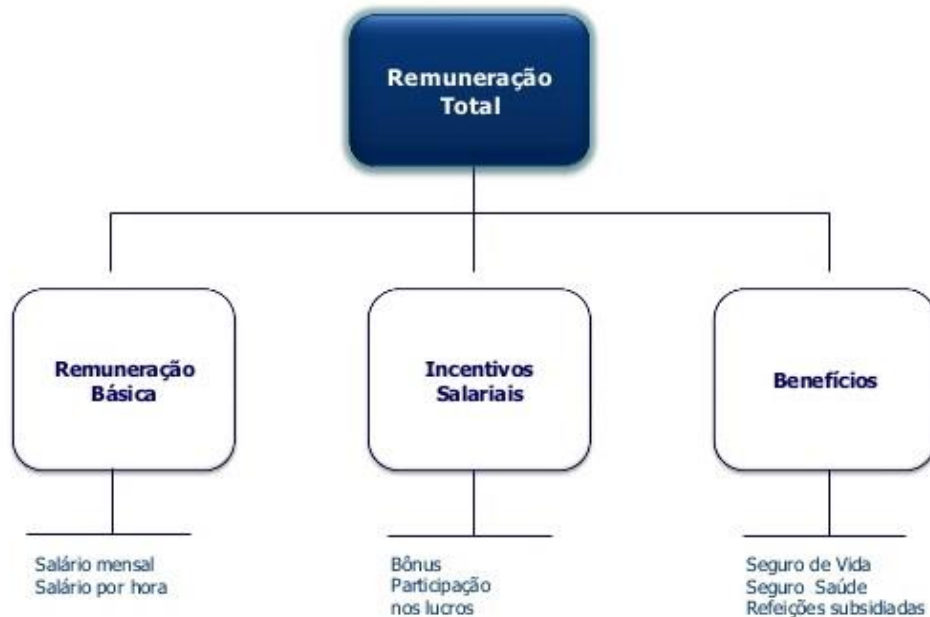 Remuneração
Total
Remuneração
Básica
Incentivos
Salariais
Benefícios
Salário mensal
Salário por hora
Bônus
Participação
nos lucros
Seguro de Vida
Seguro Saúde
Refeições subsidiadas